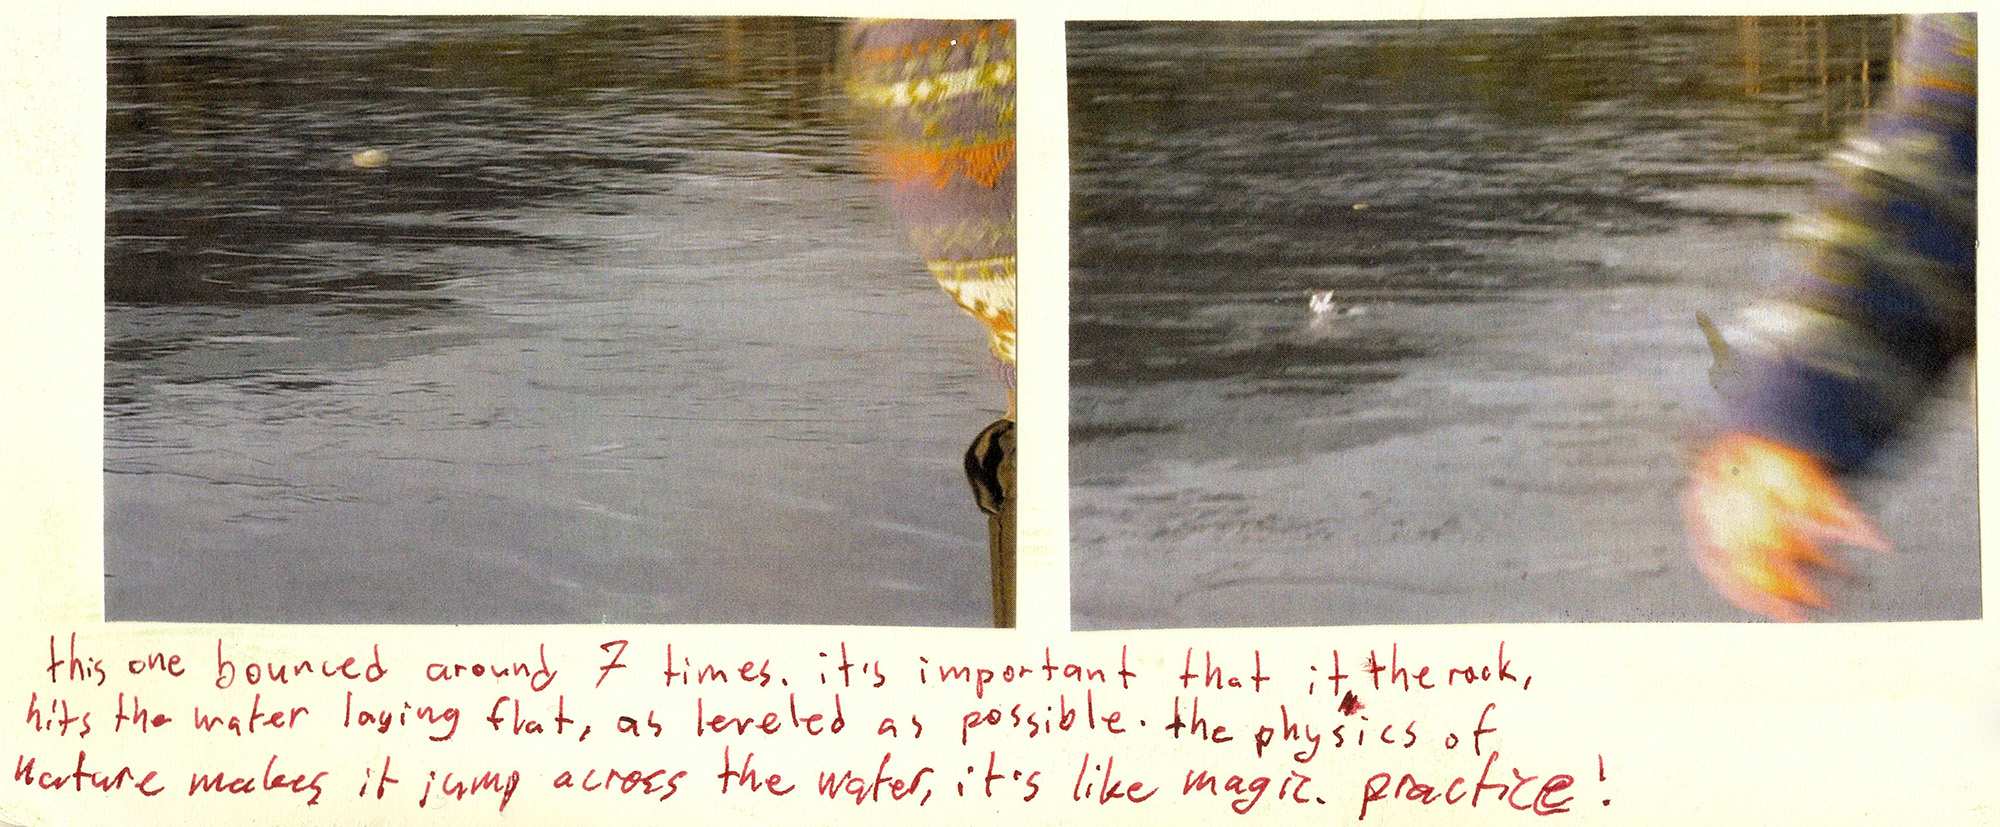 this one bounced around 7 times. it's important that it, the rock,
hits the water laying flat, as leveled as possible. the physics of
nature makes it jump across the water, it's like magic. practice!